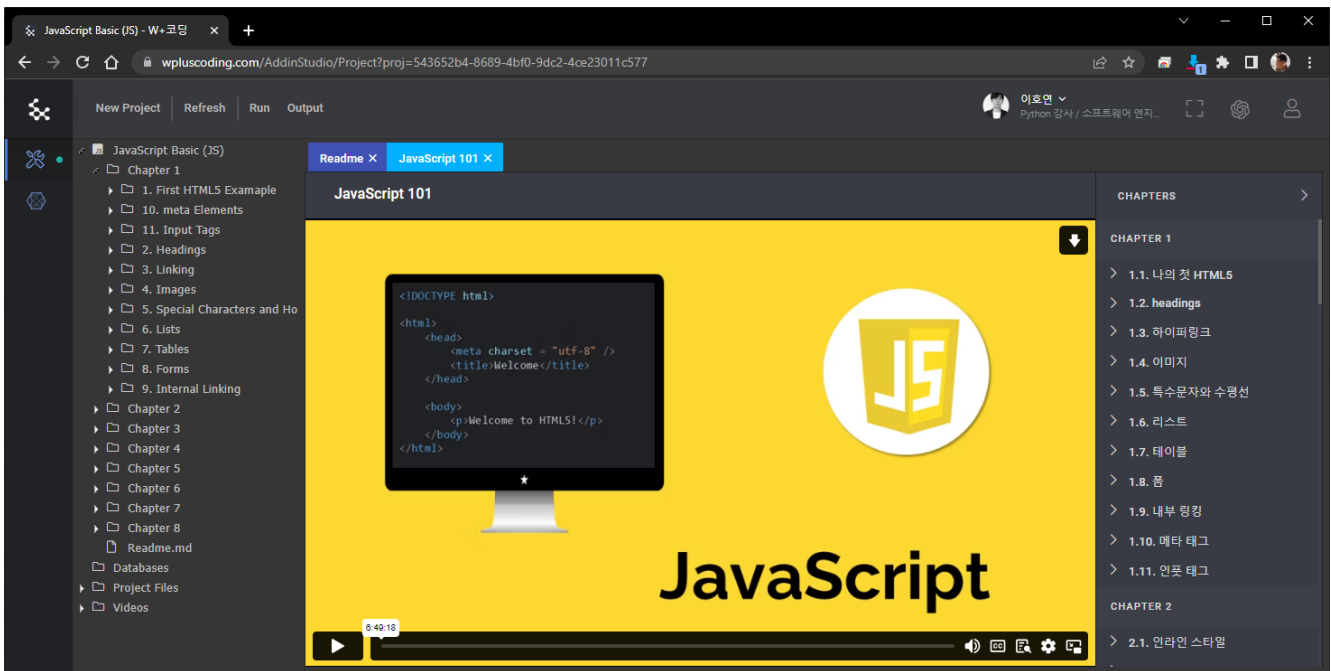 JavaScript Basic (JS) - W+코딩
wpluscoding.com/AddinStudio/Project?proj=543652b4-8689-4bf0-9dc2-4ce23011c577
1
New Project Refresh Run Output
이호연
Python 강사 / 소프트웨어 엔지...
JS JavaScript Basic (JS)
Chapter 1
1. First HTML5 Examaple
10. meta Elements
11. Input Tags
2. Headings
3. Linking
4. Images
5. Special Characters and Ho
6. Lists
7. Tables
8. Forms
9. Internal Linking
Chapter 2
Chapter 3
Chapter 4
Chapter 5
Chapter 6
Chapter 7
Chapter 8
Readme.md
Databases
Project Files
Videos
Readme JavaScript 101
JavaScript 101
<!DOCTYPE html>
<html>
<head>
<meta charset = "utf-8" />
<title>Welcome</title>
</head>
<body>
<p>Welcome to HTML5!</p>
</body>
</html>
JS
JavaScript
6:49:18
CC
CHAPTERS
CHAPTER 1
1.1. 나의 첫 HTML5
1.2. headings
1.3. 하이퍼링크
1.4. 이미지
1.5. 특수문자와 수평선
1.6. 리스트
1.7. 테이블
1.8. 폼
1.9. 내부 링킹
1.10. 메타 태그
1.11. 인풋 태그
CHAPTER 2
2.1. 인라인 스타일